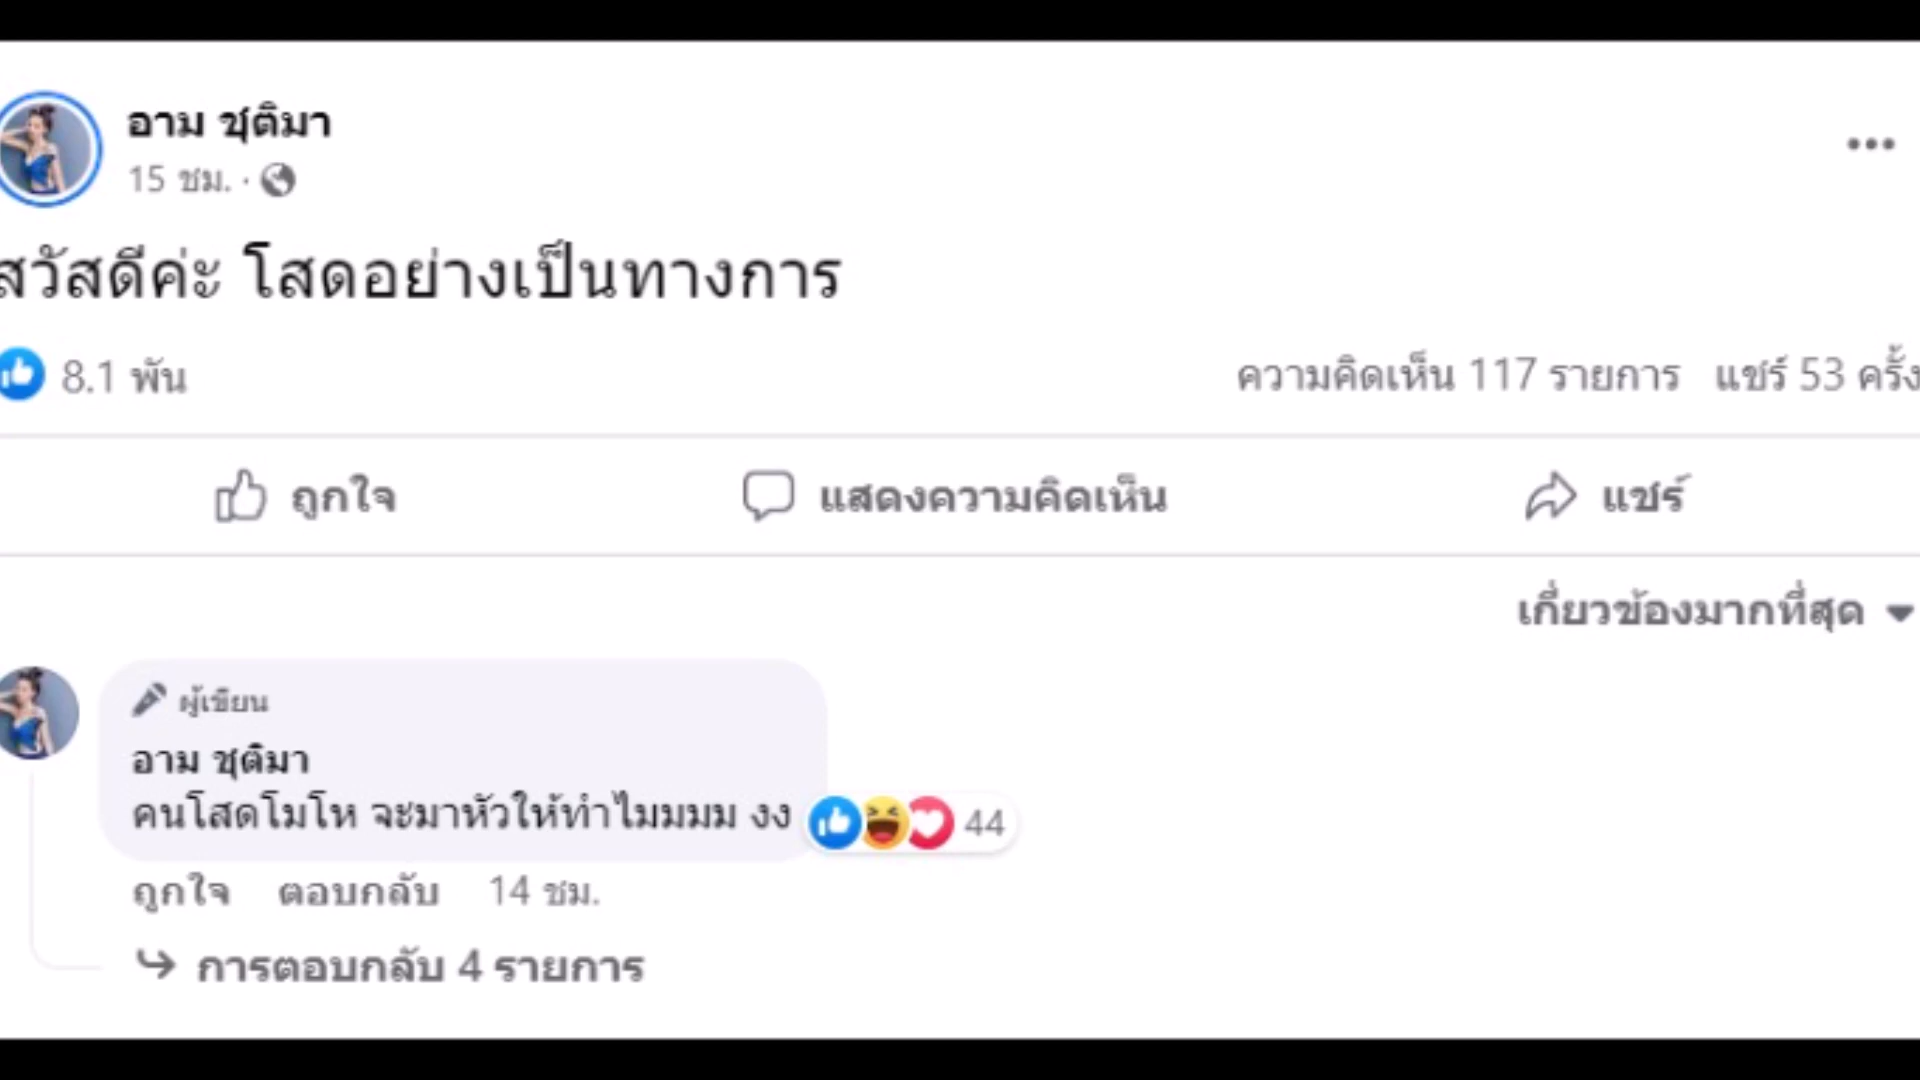 อาม ชุติมา
15 ชม. ·
สวัสดีค่ะ โสดอย่างเป็นทางการ
8.1 พัน ความคิดเห็น 117 รายการ แชร์ 53 ครั้ง
ถูกใจ แสดงความคิดเห็น แชร์
เกี่ยวข้องมากที่สุด
ผู้เขียน
อาม ชุติมา
คนโสดโมโห จะมาหัวให้ทำไมมมม งง 44
ถูกใจ ตอบกลับ 14 ชม.
การตอบกลับ 4 รายการ